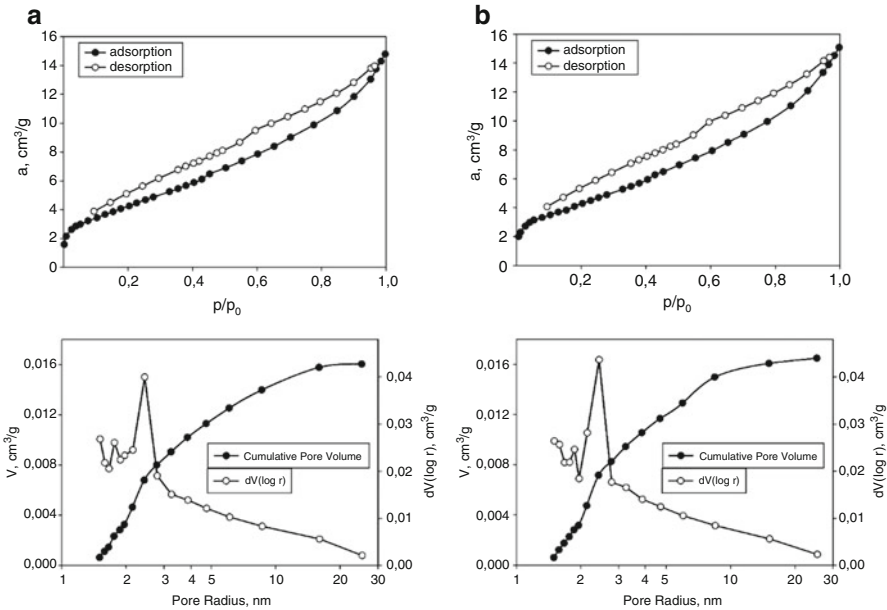 a
16
14
12
10
8
6
4
2
0
a, cm³/g
adsorption
desorption
0,2 0,4 0,6 0,8 1,0
p/p₀
b
16
14
12
10
8
6
4
2
0
a, cm³/g
adsorption
desorption
0,2 0,4 0,6 0,8 1,0
p/p₀
0,016
0,012
0,008
0,004
0,000
V, cm³/g
Cumulative Pore Volume
dV(log r)
0,04
0,03
0,02
0,01
0,00
dV(log r), cm³/g
1 2 3 4 5 10 20 30
Pore Radius, nm
0,016
0,012
0,008
0,004
0,000
V, cm³/g
Cumulative Pore Volume
dV(log r)
0,04
0,03
0,02
0,01
0,00
dV(log r), cm³/g
1 2 3 4 5 10 20 30
Pore Radius, nm